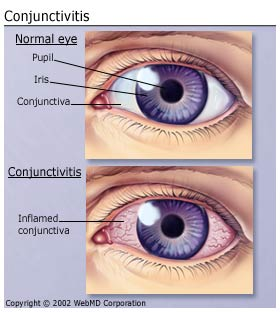 Conjunctivitis
Normal eye
Pupil
Iris
Conjunctiva
Conjunctivitis
Inflamed
conjunctiva
Copyright © 2002 WebMD Corporation